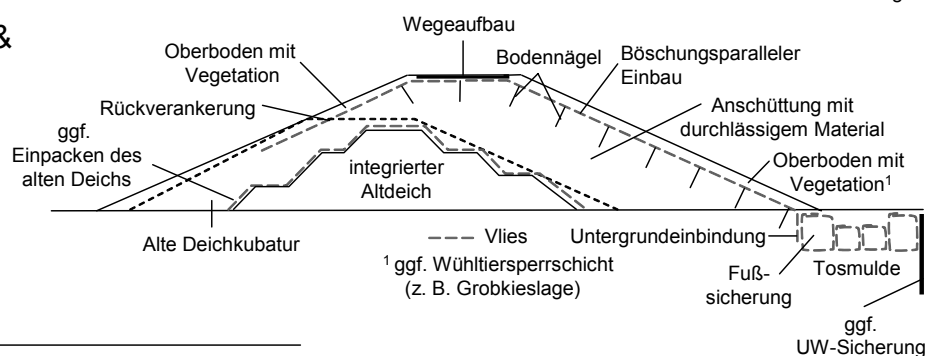 &
Wegeaufbau
Oberboden mit
Vegetation
Bodennägel
Böschungsparalleler
Einbau
Rückverankerung
Anschüttung mit
durchlässigem Material
ggf.
Einpacken des
alten Deichs
integrierter
Altdeich
Oberboden mit
Vegetation¹
Alte Deichkubatur
Vlies
Untergrundeinbindung
¹ ggf. Wühltiersperrschicht
(z. B. Grobkieslage)
Fuß-
sicherung
Tosmulde
ggf.
UW-Sicherung